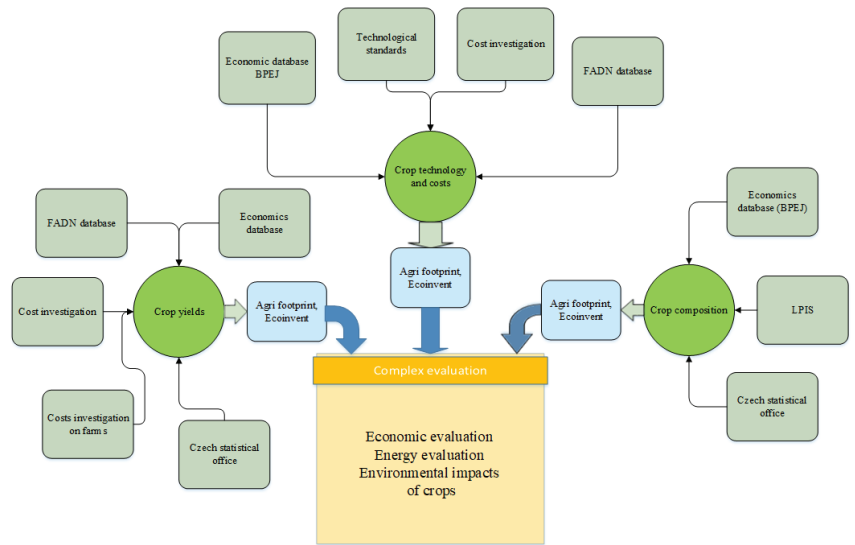 Technological
standards
Cost investigation
Economic database
BPEJ
FADN database
Crop technology
and costs
Economics
database (BPEJ)
FADN database
Economics
database
Agri footprint,
Ecoinvent
Cost investigation
Crop yields
Agri footprint,
Ecoinvent
Agri footprint,
Ecoinvent
Crop composition
LPIS
Complex evaluation
Costs investigation
on farms
Czech statistical
office
Czech statistical
office
Economic evaluation
Energy evaluation
Environmental impacts
of crops